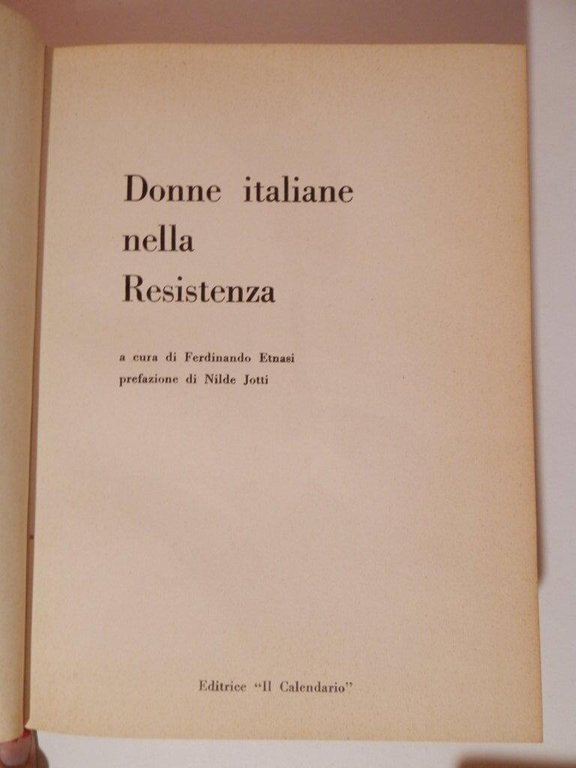 Donne italiane
nella
Resistenza
a cura di Ferdinando Etnasi
prefazione di Nilde Jotti
Editrice “Il Calendario”